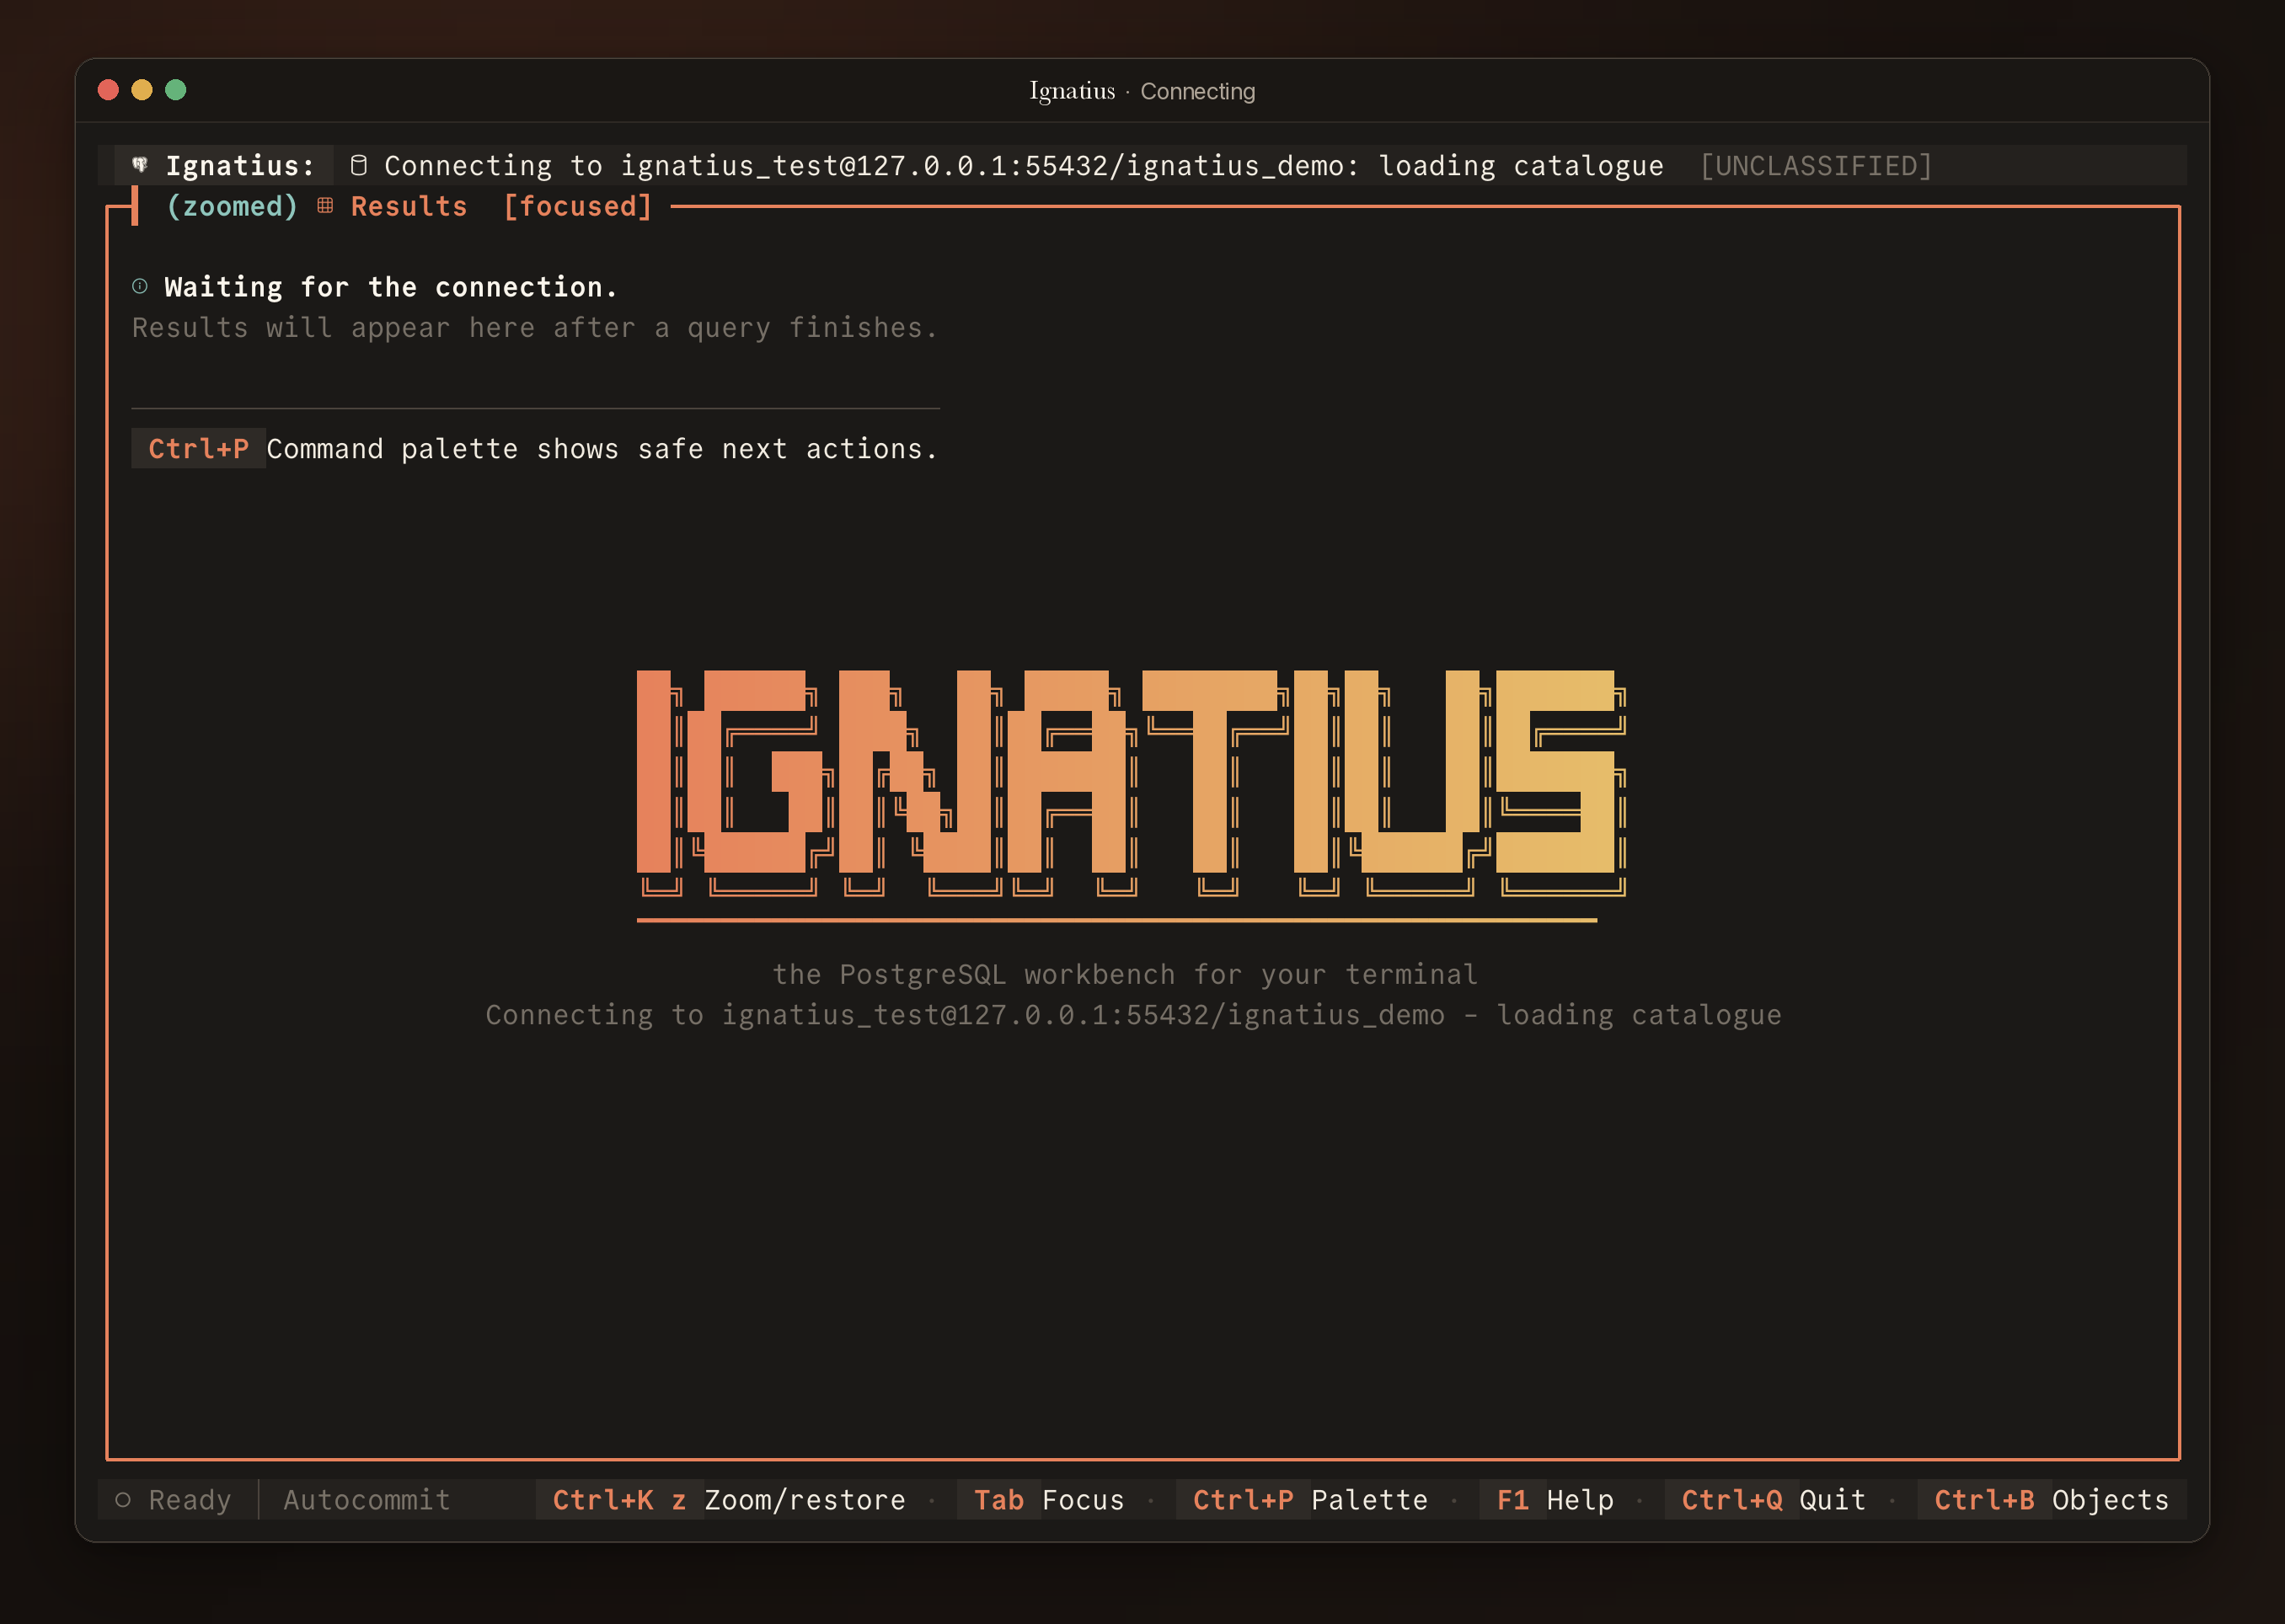 Ignatius · Connecting
Ignatius: Connecting to ignatius_test@127.0.0.1:55432/ignatius_demo: loading catalogue [UNCLASSIFIED]
(zoomed) Results [focused]
Waiting for the connection.
Results will appear here after a query finishes.
Ctrl+P Command palette shows safe next actions.
IGNATIUS
the PostgreSQL workbench for your terminal
Connecting to ignatius_test@127.0.0.1:55432/ignatius_demo – loading catalogue
Ready Autocommit Ctrl+K z Zoom/restore · Tab Focus · Ctrl+P Palette · F1 Help · Ctrl+Q Quit · Ctrl+B Objects